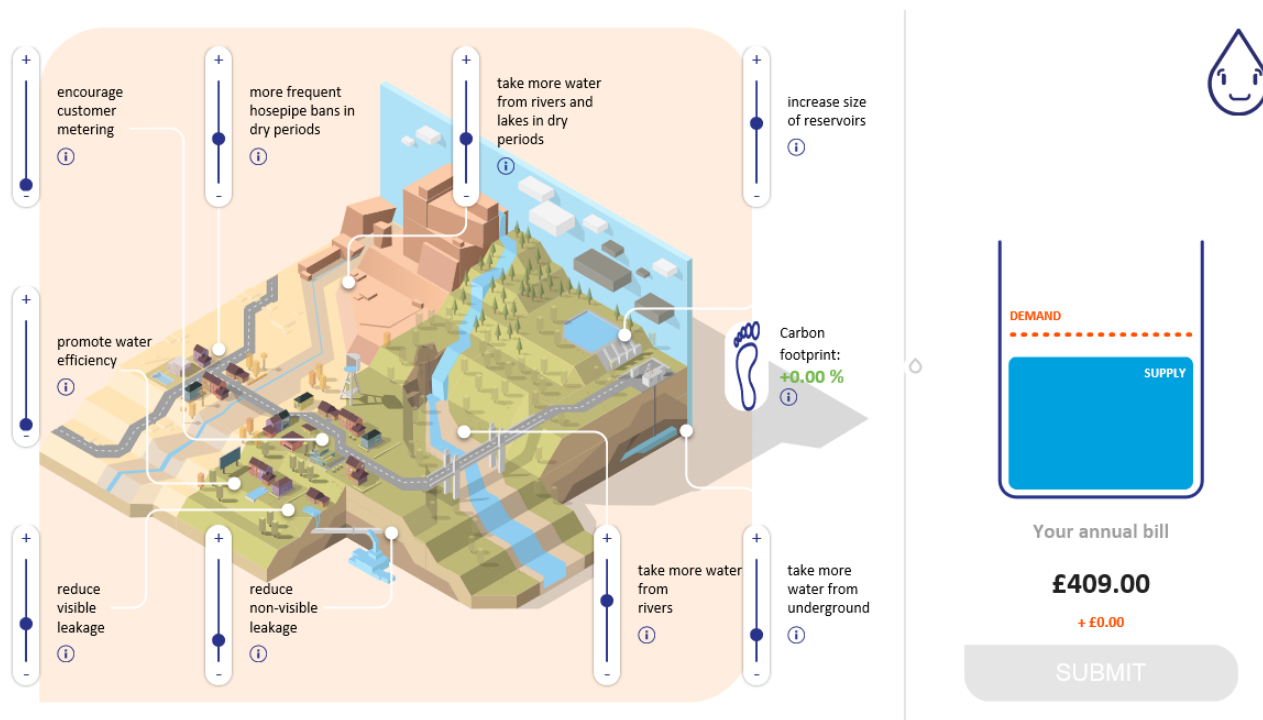 +
encourage
customer
metering
i
-
+
more frequent
hosepipe bans in
dry periods
i
-
+
take more water
from rivers and
lakes in dry
periods
i
-
+
increase size
of reservoirs
i
-
+
promote water
efficiency
i
-
Carbon
footprint:
+0.00 %
i
+
reduce
visible
leakage
i
-
+
reduce
non-visible
leakage
i
-
+
take more water
from
rivers
i
-
+
take more
water from
underground
i
-
DEMAND
SUPPLY
Your annual bill
£409.00
+ £0.00
SUBMIT